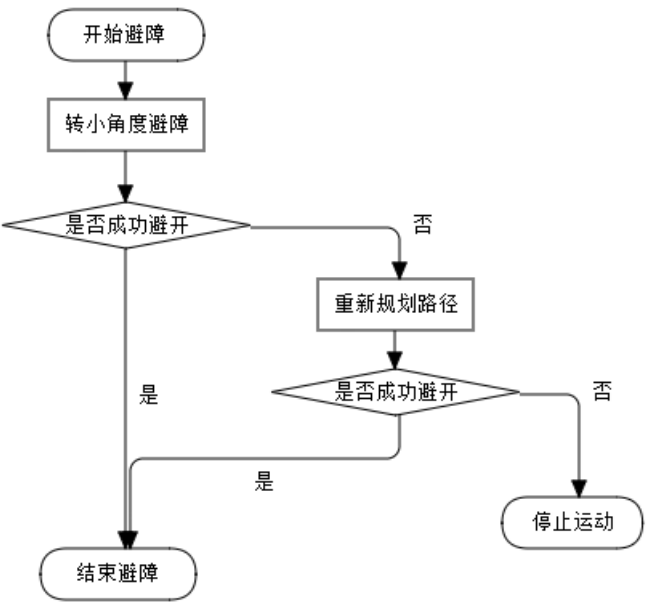 开始避障
转小角度避障
是否成功避开
否
重新规划路径
是
是否成功避开
否
是
停止运动
结束避障